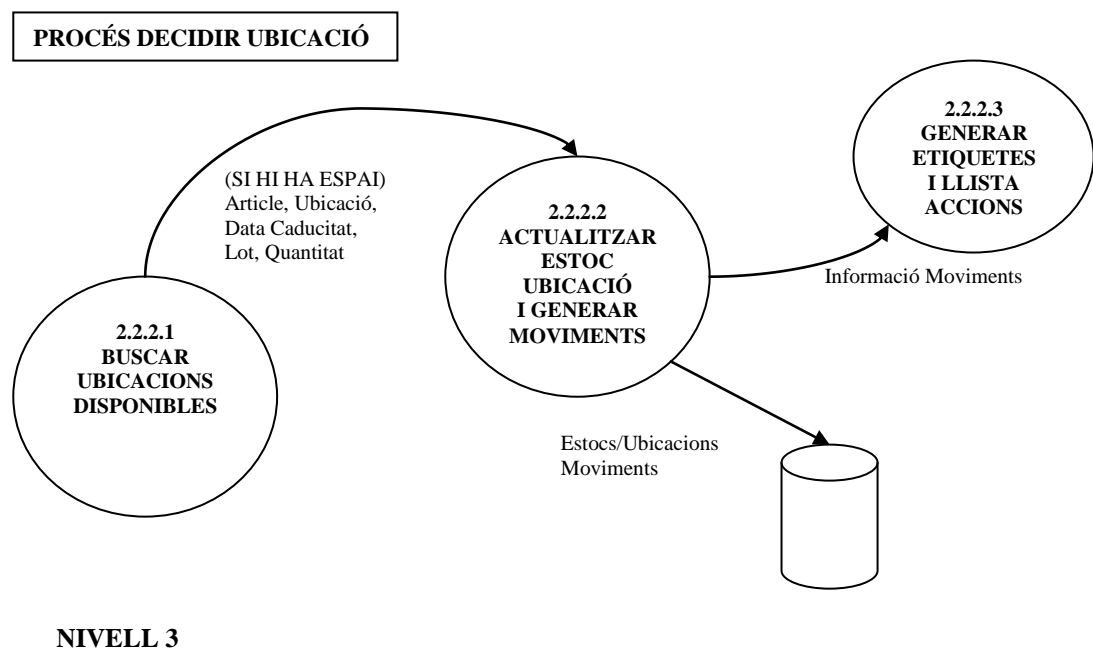 PROCÉS DECIDIR UBICACIÓ
2.2.2.3
GENERAR
ETIQUETES
I LLISTA
ACCIONS
(SI HI HA ESPAI)
Article, Ubicació,
Data Caducitat,
Lot, Quantitat
2.2.2.2
ACTUALITZAR
ESTOC
UBICACIÓ
I GENERAR
MOVIMENTS
Informació Moviments
2.2.2.1
BUSCAR
UBICACIONS
DISPONIBLES
Estocs/Ubicacions
Moviments
NIVELL 3